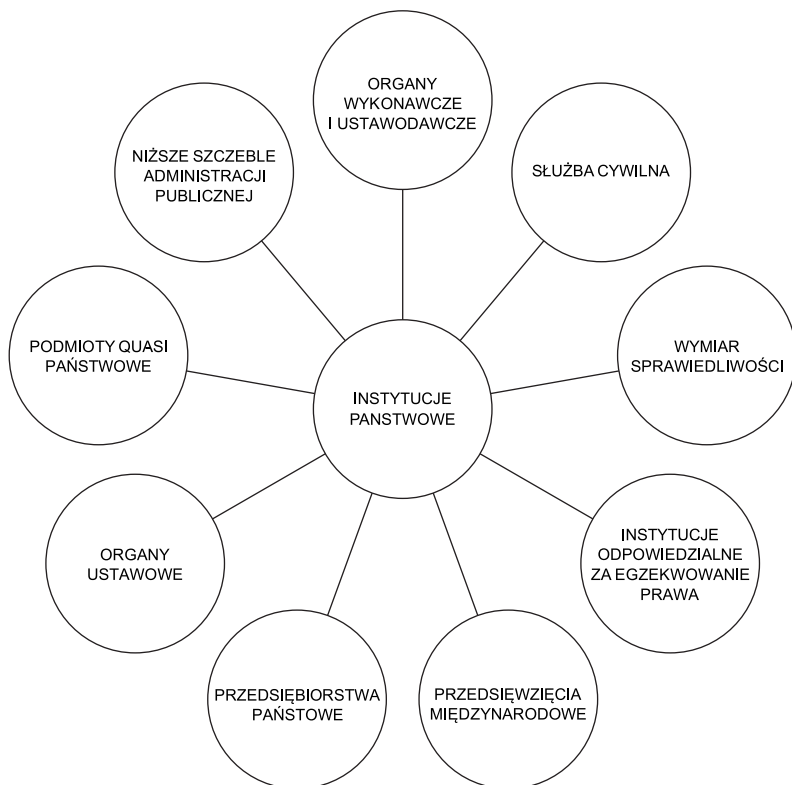 ORGANY
WYKONAWCZE
I USTAWODAWCZE
NIŻSZE SZCZEBLE
ADMINISTRACJI
PUBLICZNEJ
SŁUŻBA CYWILNA
PODMIOTY QUASI
PAŃSTWOWE
WYMIAR
SPRAWIEDLIWOŚCI
INSTYTUCJE
PANSTWOWE
ORGANY
USTAWOWE
INSTYTUCJE
ODPOWIEDZIALNE
ZA EGZEKWOWANIE
PRAWA
PRZEDSIĘBIORSTWA
PAŃSTOWE
PRZEDSIĘWZIĘCIA
MIĘDZYNARODOWE